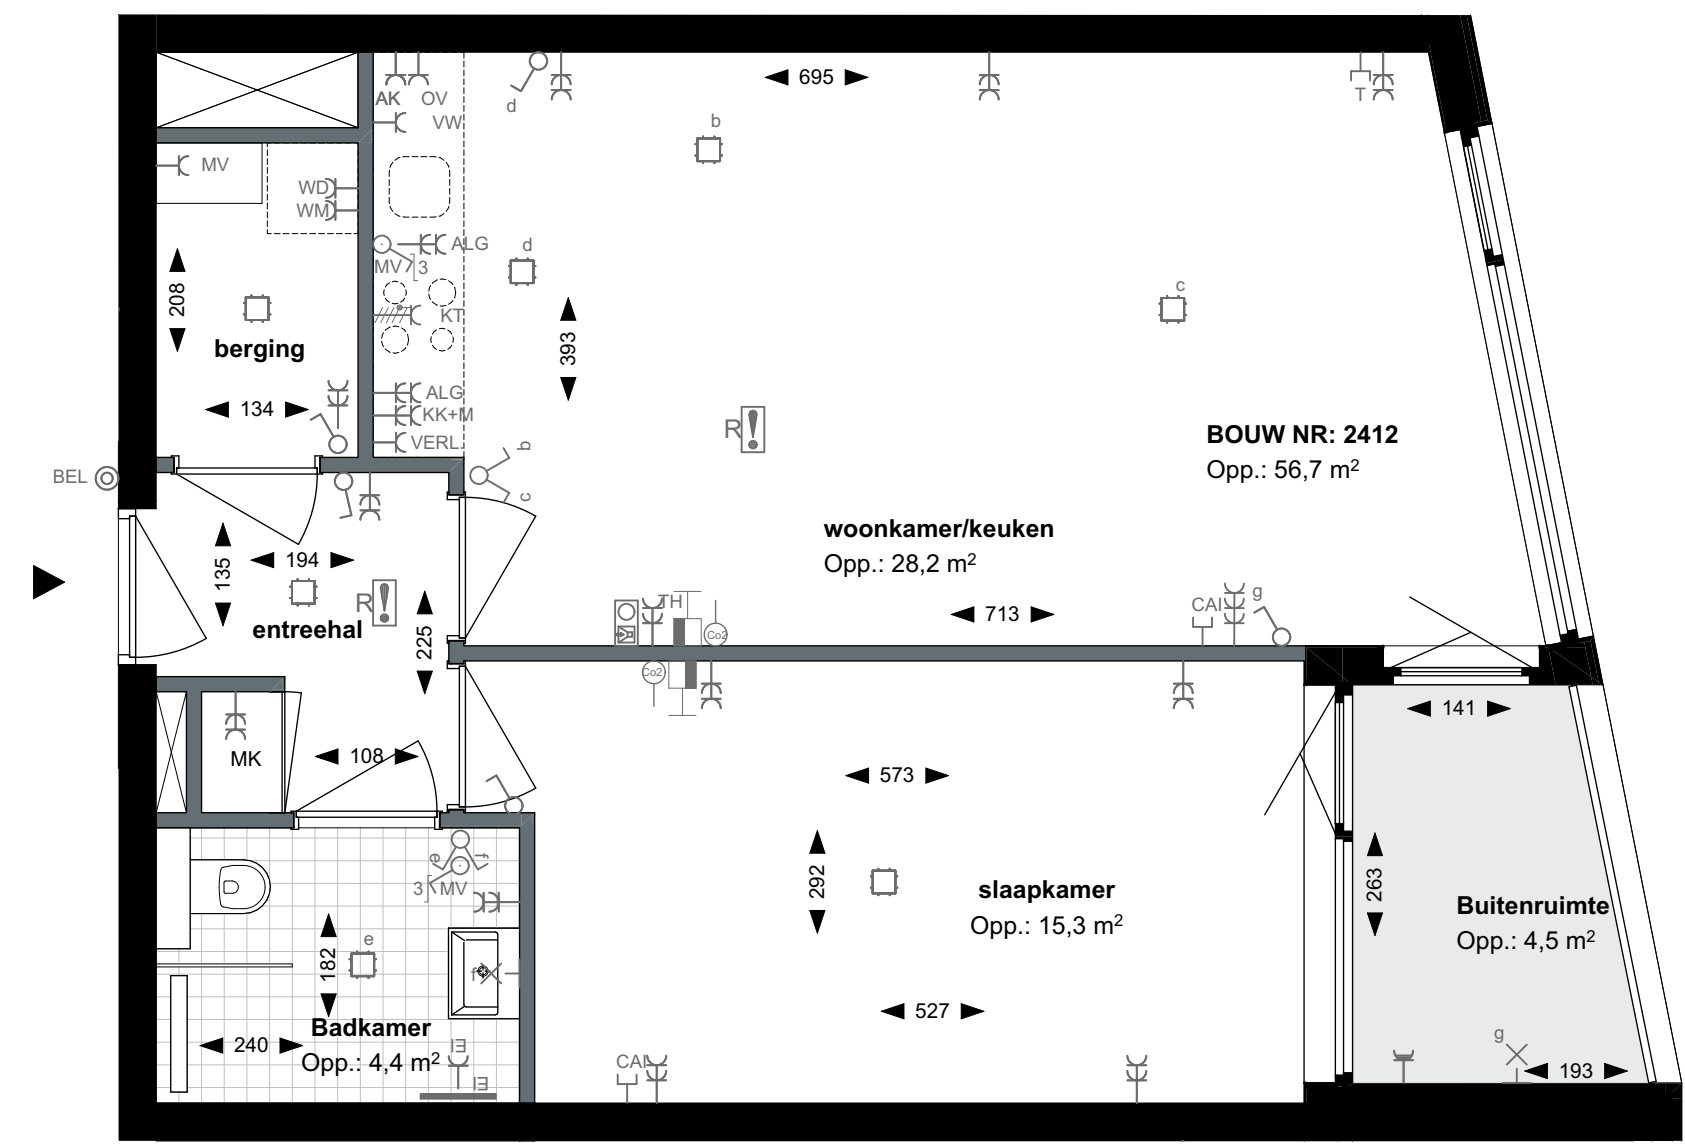 695
AK OV
VW
d
T
b
MV
WD
WM
ALG
MV 3
d
c
208
KT
393
berging
134
ALG
KK+M
VERL.
R
BOUW NR: 2412
Opp.: 56,7 m²
b
c
BEL
woonkamer/keuken
Opp.: 28,2 m²
135
194
R
entreehal
225
TH
Co2
713
CAI
g
Co2
141
MK
108
573
e
f
3 MV
292
slaapkamer
Opp.: 15,3 m²
263
Buitenruimte
Opp.: 4,5 m²
182
e
f
527
Badkamer
Opp.: 4,4 m²
240
EI
EI
CAI
g
193